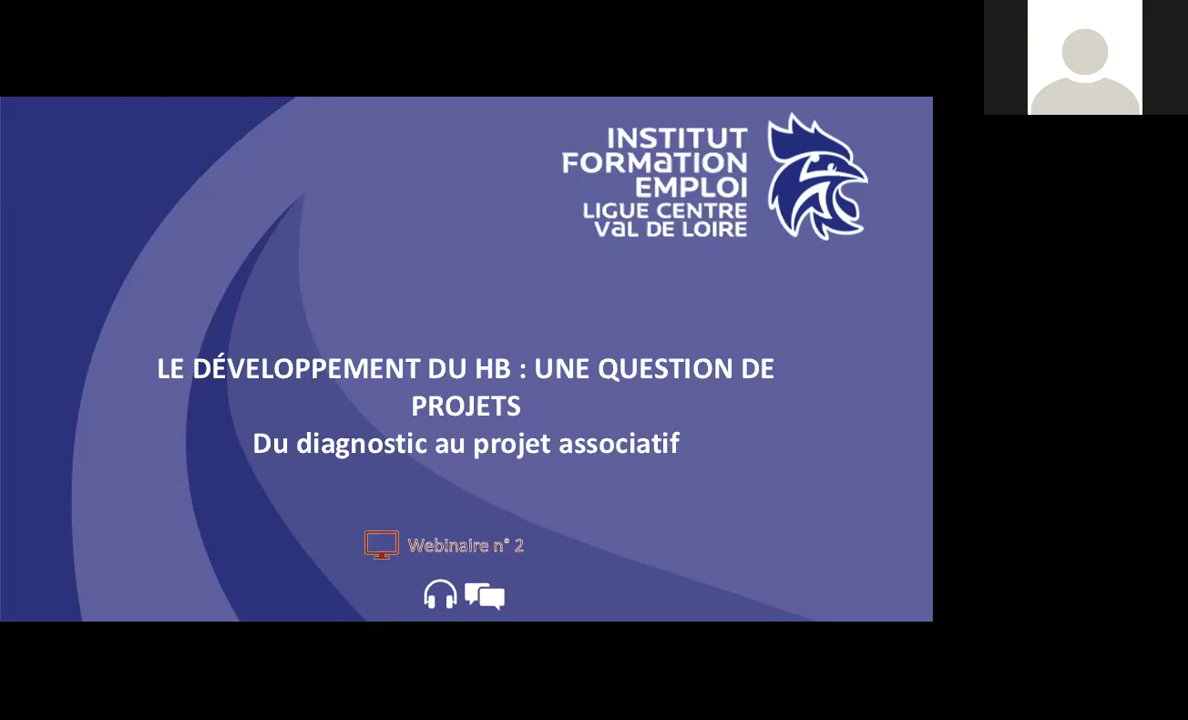 INSTITUT
FORMaTION
EMPLOI
LIGUE CENTRE
VaL DE LOIRE
LE DÉVELOPPEMENT DU HB : UNE QUESTION DE
PROJETS
Du diagnostic au projet associatif
Webinaire n° 2